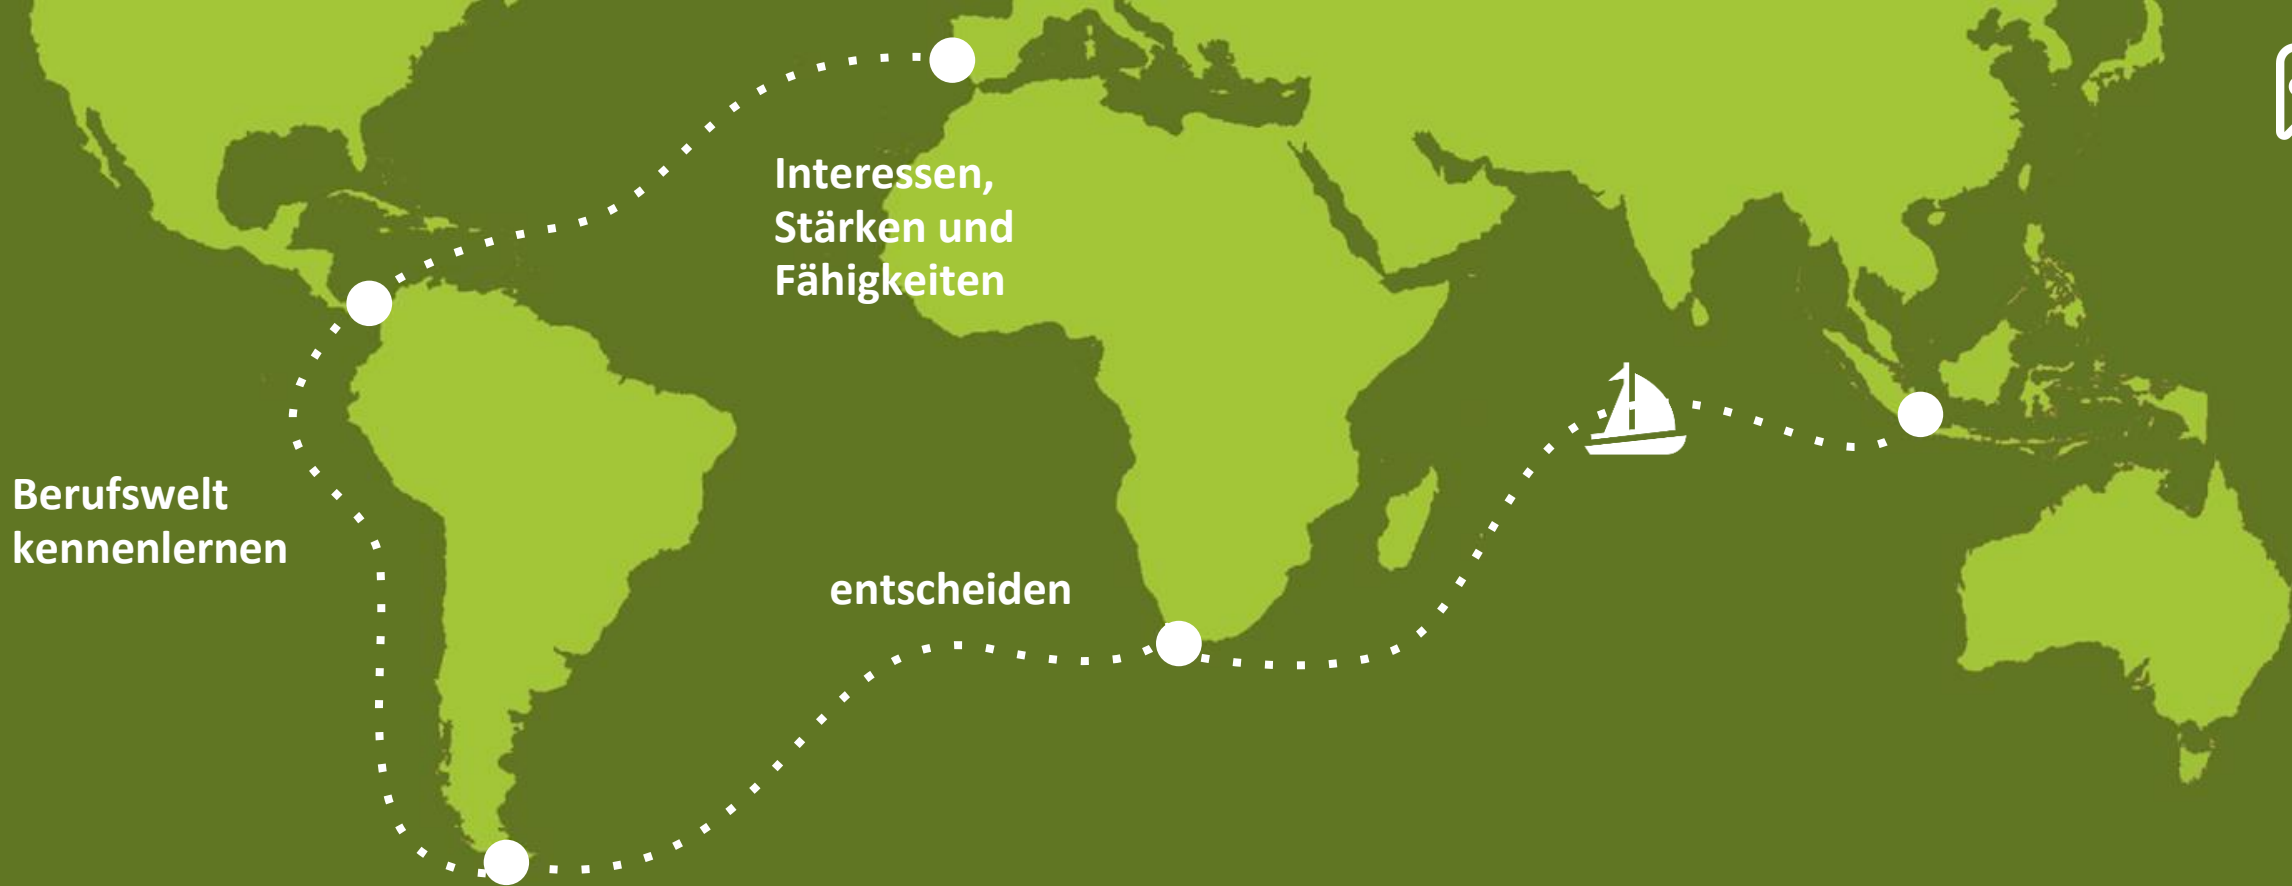 Interessen,
Stärken und
Fähigkeiten
Berufswelt
kennenlernen
entscheiden